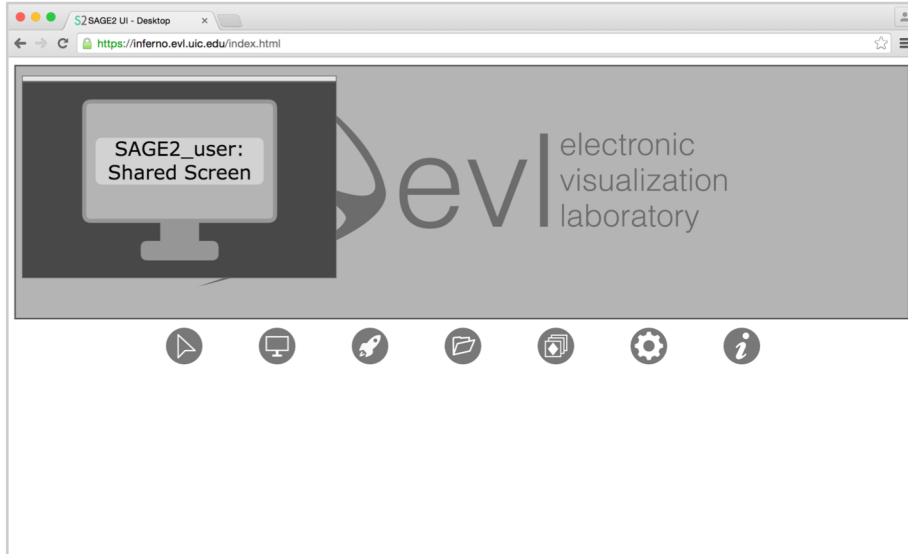 S2 SAGE2 UI - Desktop
https://inferno.evl.uic.edu/index.html
SAGE2_user:
Shared Screen
evl
electronic
visualization
laboratory